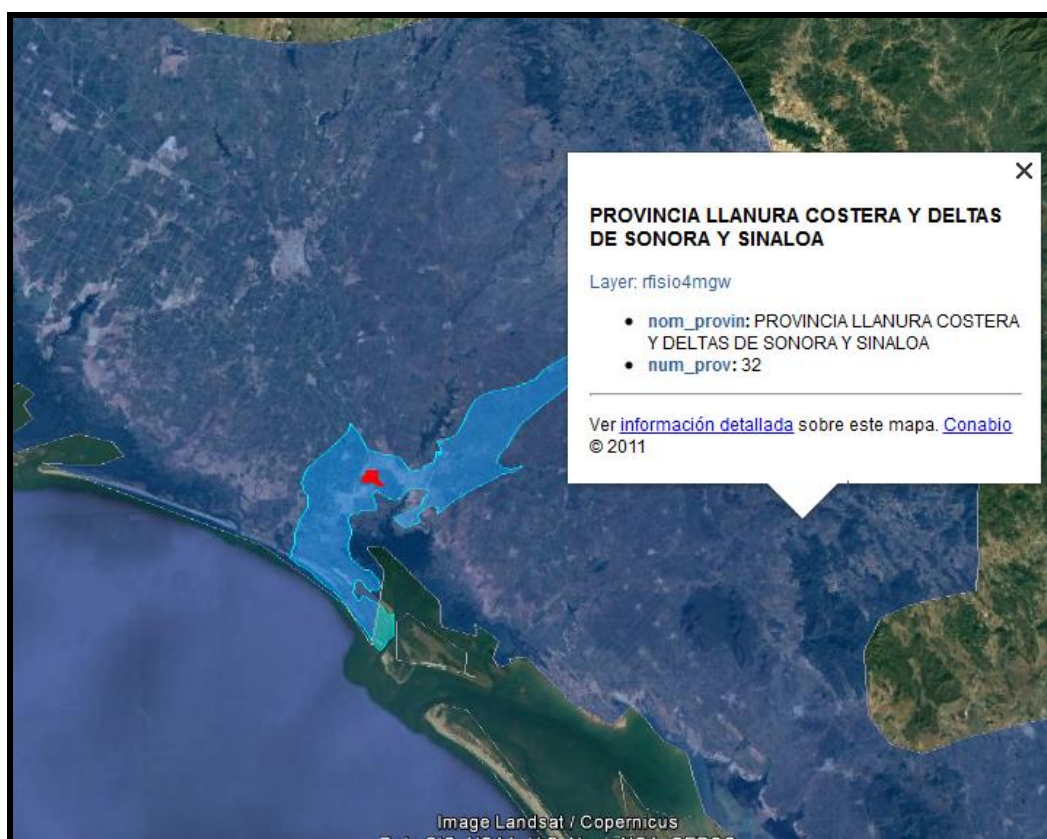 PROVINCIA LLANURA COSTERA Y DELTAS
DE SONORA Y SINALOA
Layer: rfisio4mgw
• nom_provin: PROVINCIA LLANURA COSTERA
Y DELTAS DE SONORA Y SINALOA
• num_prov: 32
Ver información detallada sobre este mapa. Conabio
© 2011
Image Landsat / Copernicus